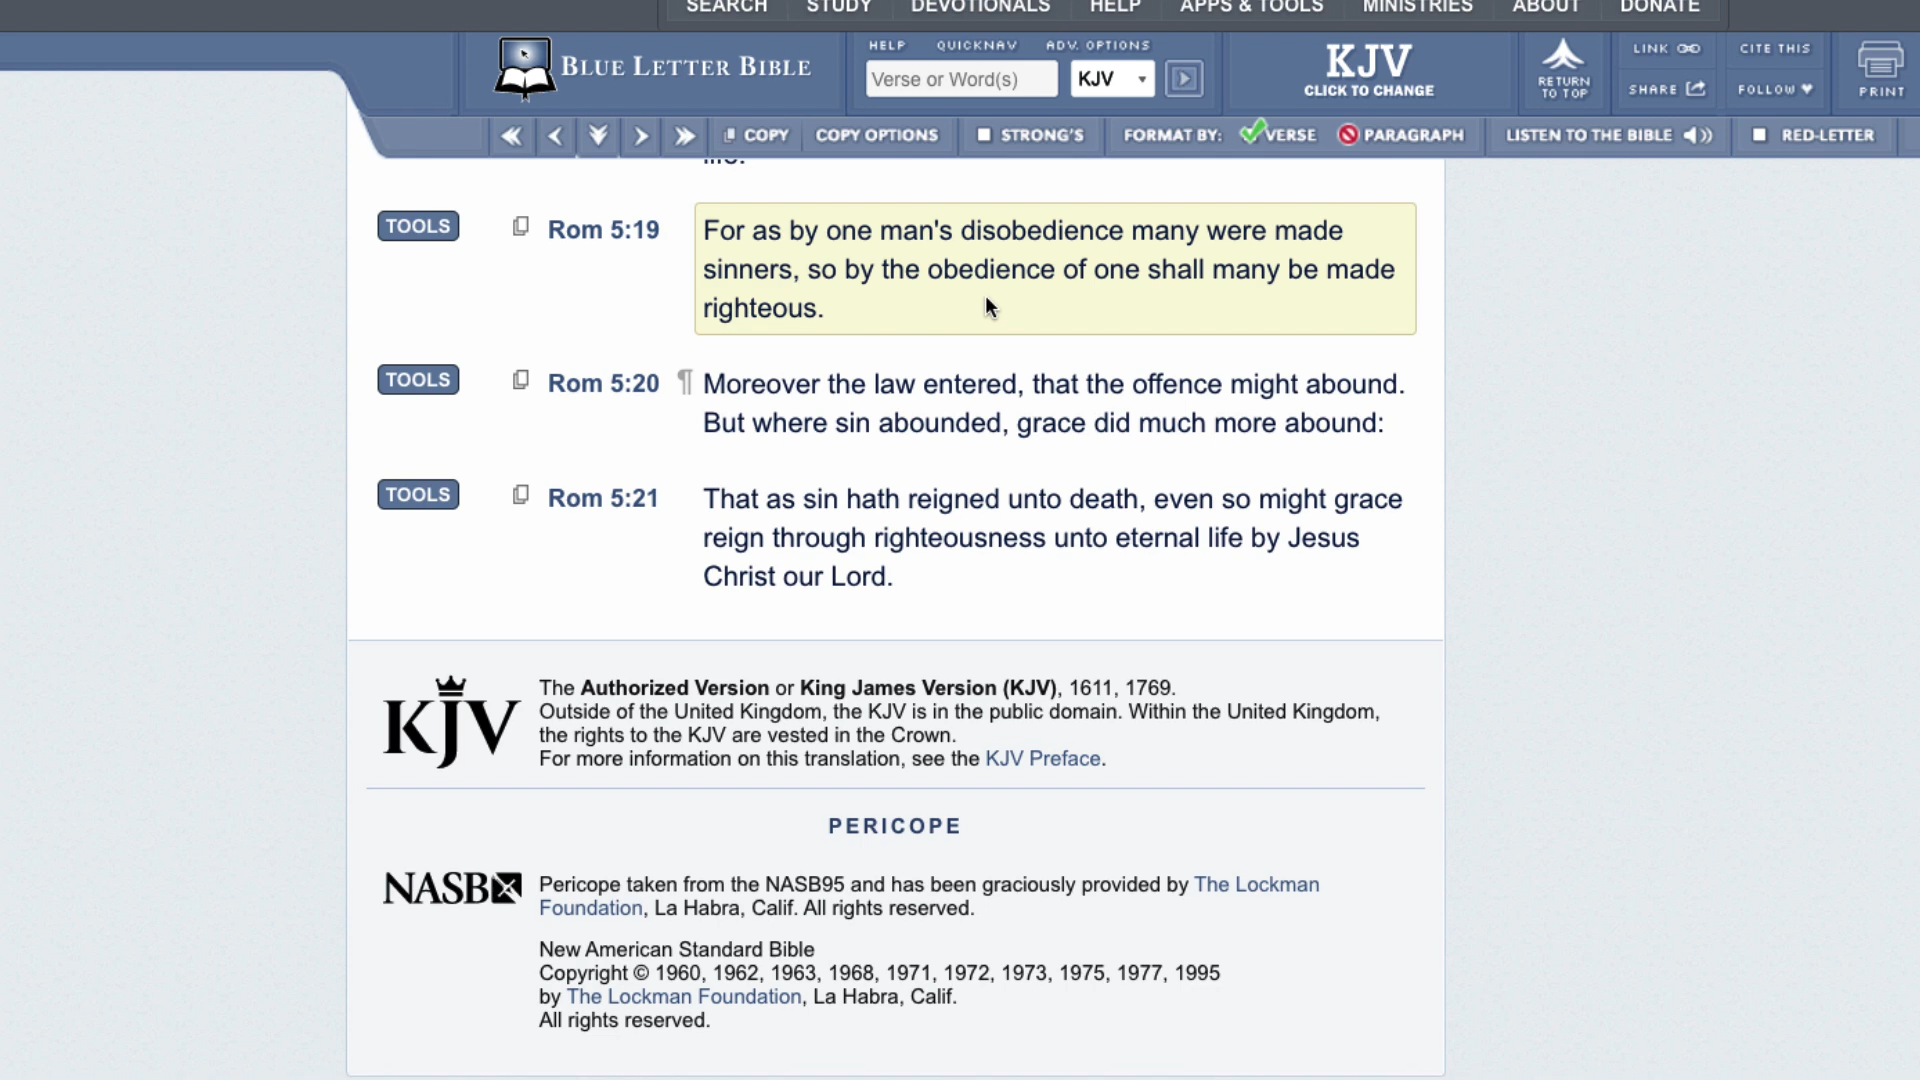 SEARCH STUDY DEVOTIONALS HELP APPS & TOOLS MINISTRIES ABOUT DONATE
BLUE LETTER BIBLE
HELP QUICKNAV ADV. OPTIONS
Verse or Word(s) KJV
KJV
CLICK TO CHANGE
RETURN
TO TOP
LINK CITE THIS
SHARE FOLLOW
PRINT
COPY COPY OPTIONS STRONG'S FORMAT BY: VERSE PARAGRAPH LISTEN TO THE BIBLE RED-LETTER
life.
TOOLS Rom 5:19 For as by one man's disobedience many were made
sinners, so by the obedience of one shall many be made
righteous.
TOOLS Rom 5:20 ¶ Moreover the law entered, that the offence might abound.
But where sin abounded, grace did much more abound:
TOOLS Rom 5:21 That as sin hath reigned unto death, even so might grace
reign through righteousness unto eternal life by Jesus
Christ our Lord.
KJV
The Authorized Version or King James Version (KJV), 1611, 1769.
Outside of the United Kingdom, the KJV is in the public domain. Within the United Kingdom,
the rights to the KJV are vested in the Crown.
For more information on this translation, see the KJV Preface.
PERICOPE
NASB
Pericope taken from the NASB95 and has been graciously provided by The Lockman
Foundation, La Habra, Calif. All rights reserved.
New American Standard Bible
Copyright © 1960, 1962, 1963, 1968, 1971, 1972, 1973, 1975, 1977, 1995
by The Lockman Foundation, La Habra, Calif.
All rights reserved.